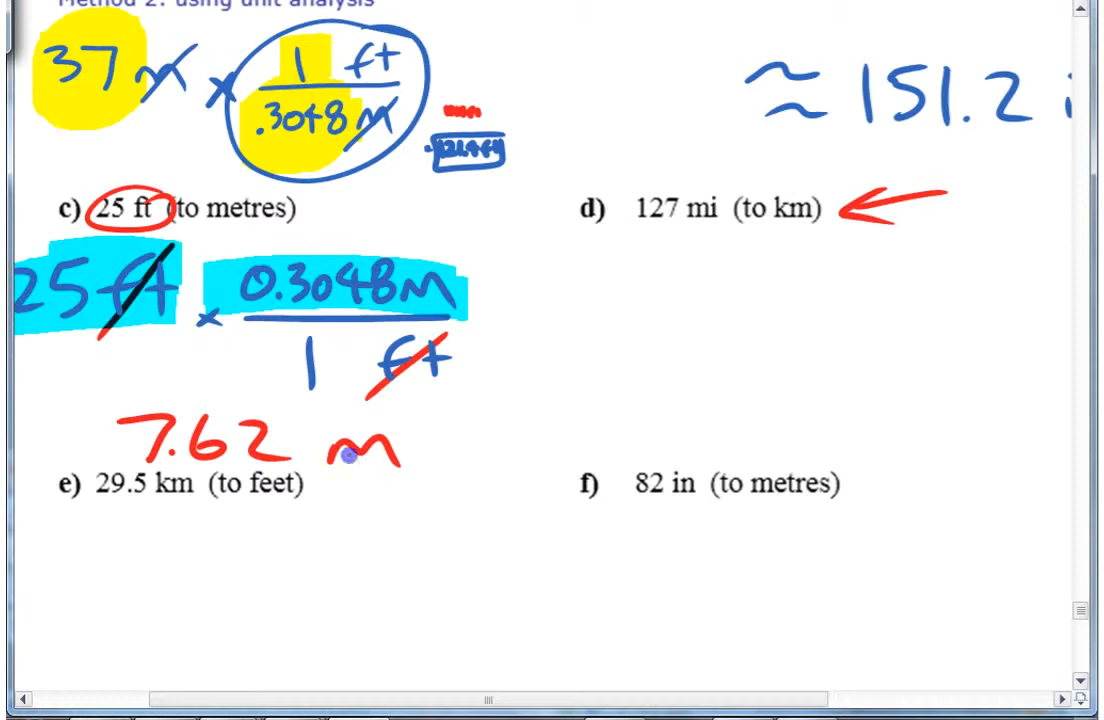 Method 2: using unit analysis
37 m × 1 ft
.3048 m
≈ 151.2
c) 25 ft (to metres)
d) 127 mi (to km)
25 ft × 0.3048 m
1 ft
7.62 m
e) 29.5 km (to feet)
f) 82 in (to metres)